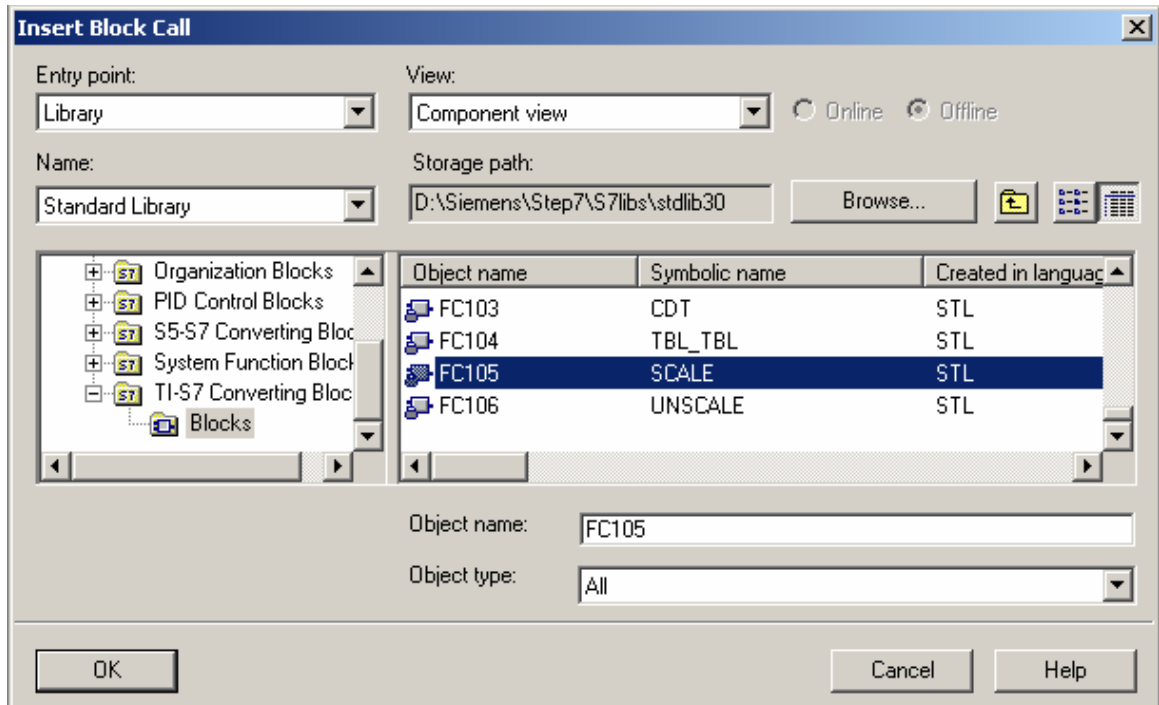 Insert Block Call
Entry point:
View:
Library
Component view
Online
Offline
Name:
Storage path:
Standard Library
D:\Siemens\Step7\S7libs\stdlib30
Browse...
Organization Blocks
PID Control Blocks
S5-S7 Converting Bloc
System Function Block
TI-S7 Converting Bloc
Blocks
Object name Symbolic name Created in languag
FC103 CDT STL
FC104 TBL_TBL STL
FC105 SCALE STL
FC106 UNSCALE STL
Object name:
FC105
Object type:
All
OK
Cancel
Help